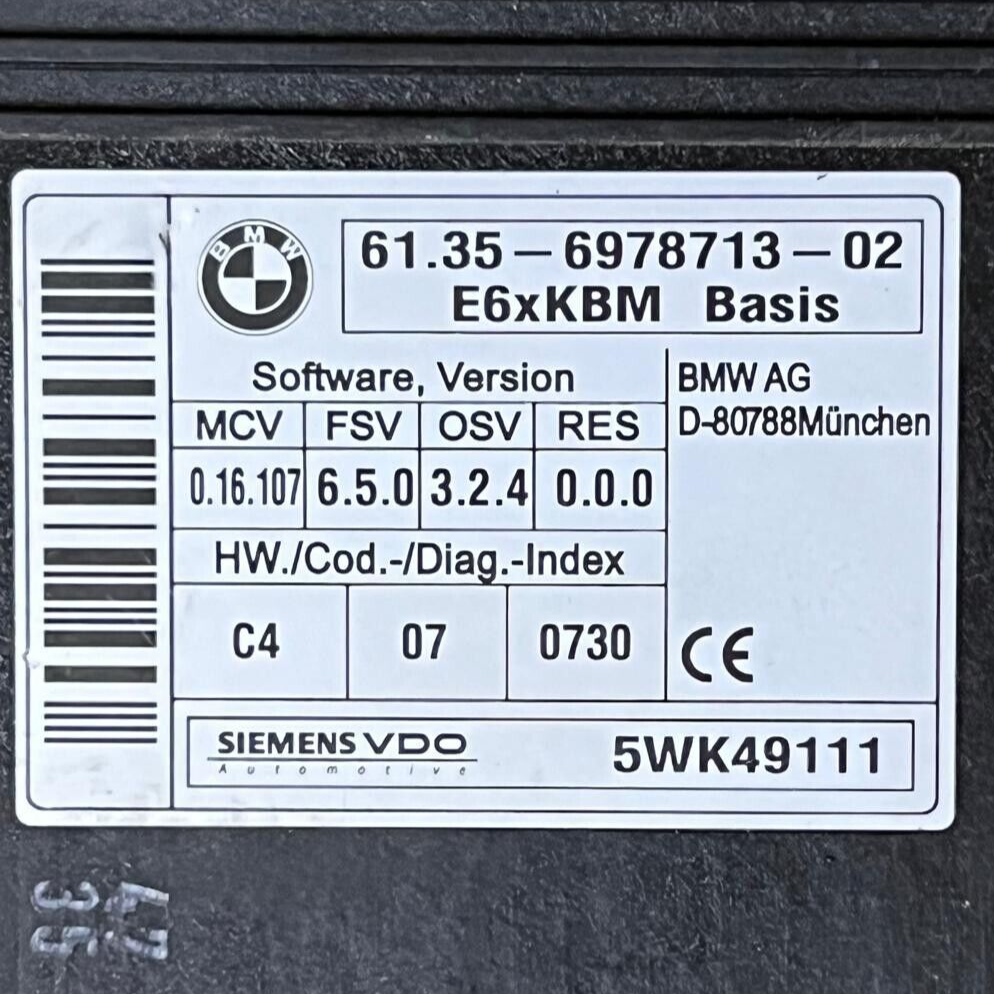 BMW
61.35-6978713-02
E6xKBM Basis
Software, Version
MCV FSV OSV RES
0.16.107 6.5.0 3.2.4 0.0.0
HW./Cod.-/Diag.-Index
C4 07 0730
BMW AG
D-80788München
CE
SIEMENS VDO
Automotive
5WK49111